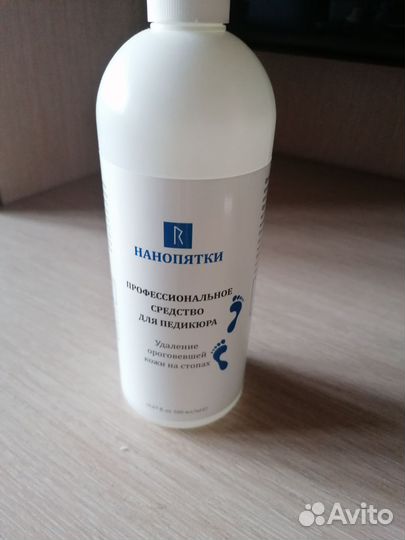 R
НАНОПЯТКИ
ПРОФЕССИОНАЛЬНОЕ
СРЕДСТВО
ДЛЯ ПЕДИКЮРА
Удаление
ороговевшей
кожи на стопах
Avito